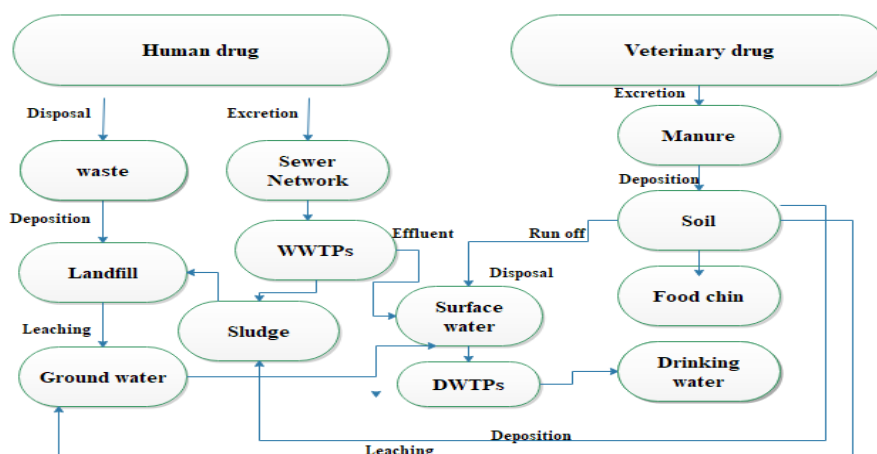 Human drug
Veterinary drug
Disposal
Excretion
Excretion
waste
Sewer
Network
Manure
Deposition
Deposition
Effluent
Run off
Soil
WWTPs
Landfill
Disposal
Food chin
Surface
water
Leaching
Sludge
Ground water
DWTPs
Drinking
water
Deposition
Leaching